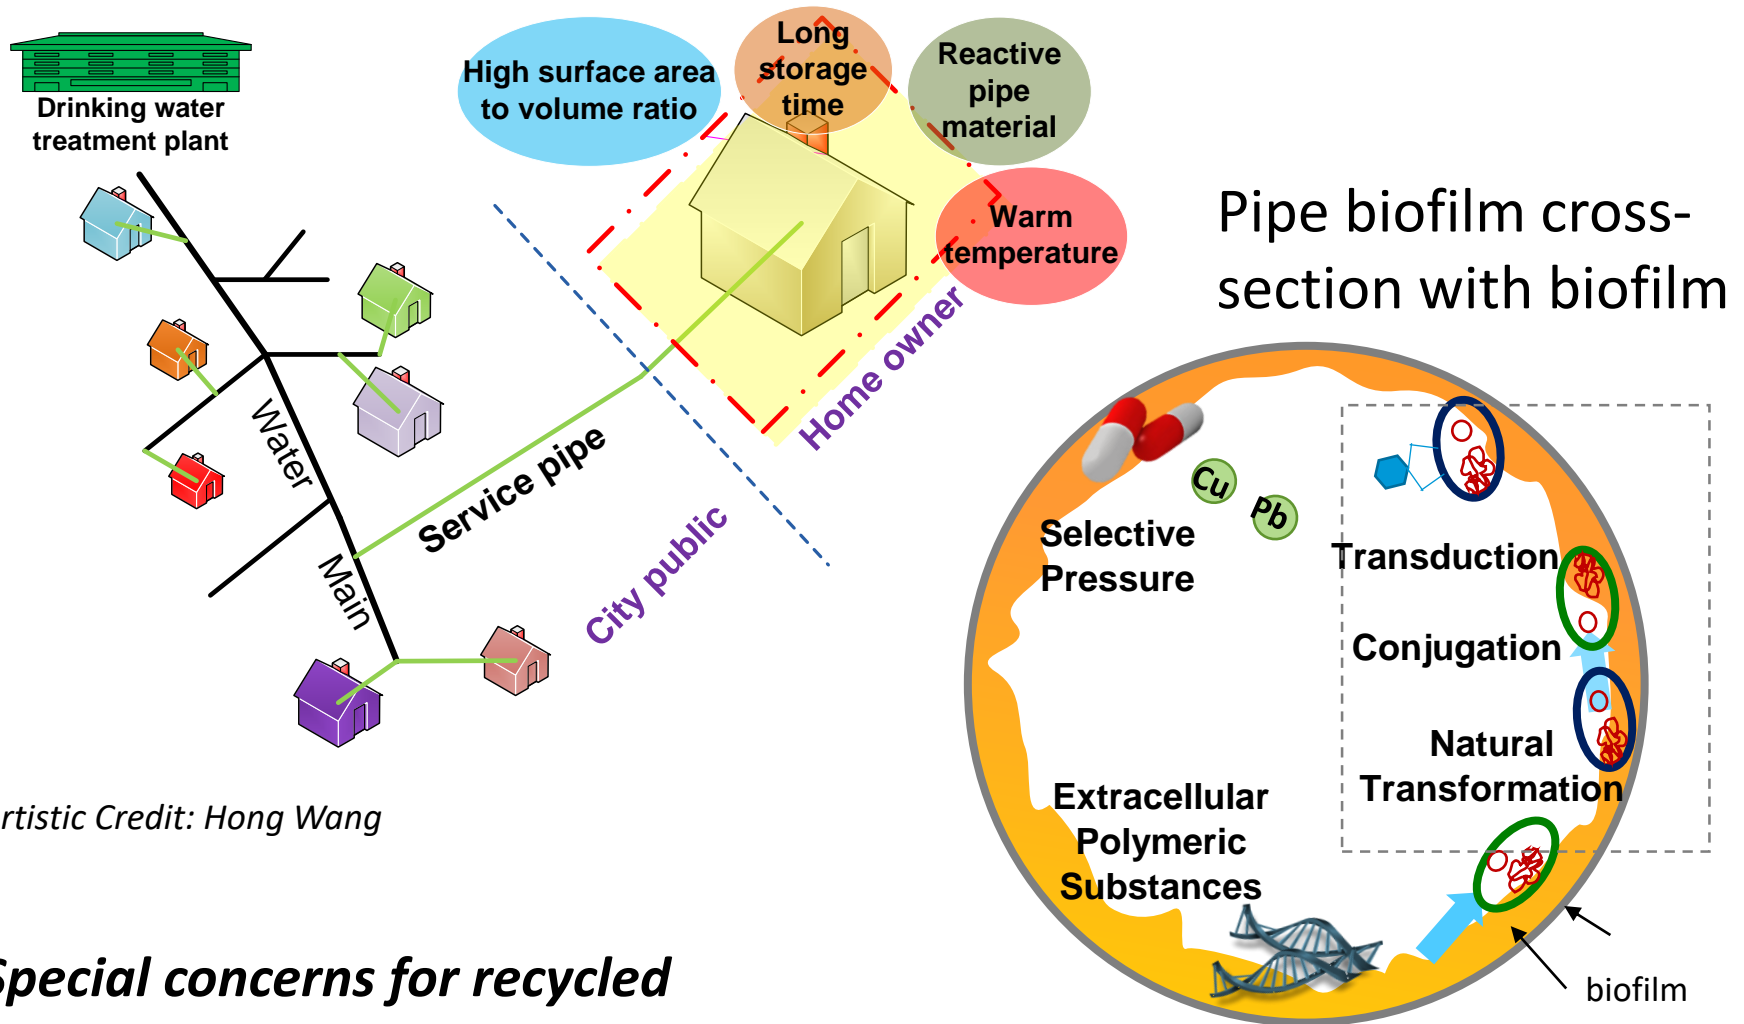 Drinking water
treatment plant
High surface area
to volume ratio
Long
storage
time
Reactive
pipe
material
Warm
temperature
Home owner
City public
Service pipe
Water
Main
rtistic Credit: Hong Wang
Special concerns for recycled
Pipe biofilm cross-
section with biofilm
Selective
Pressure
Cu
Pb
Transduction
Conjugation
Natural
Transformation
Extracellular
Polymeric
Substances
biofilm